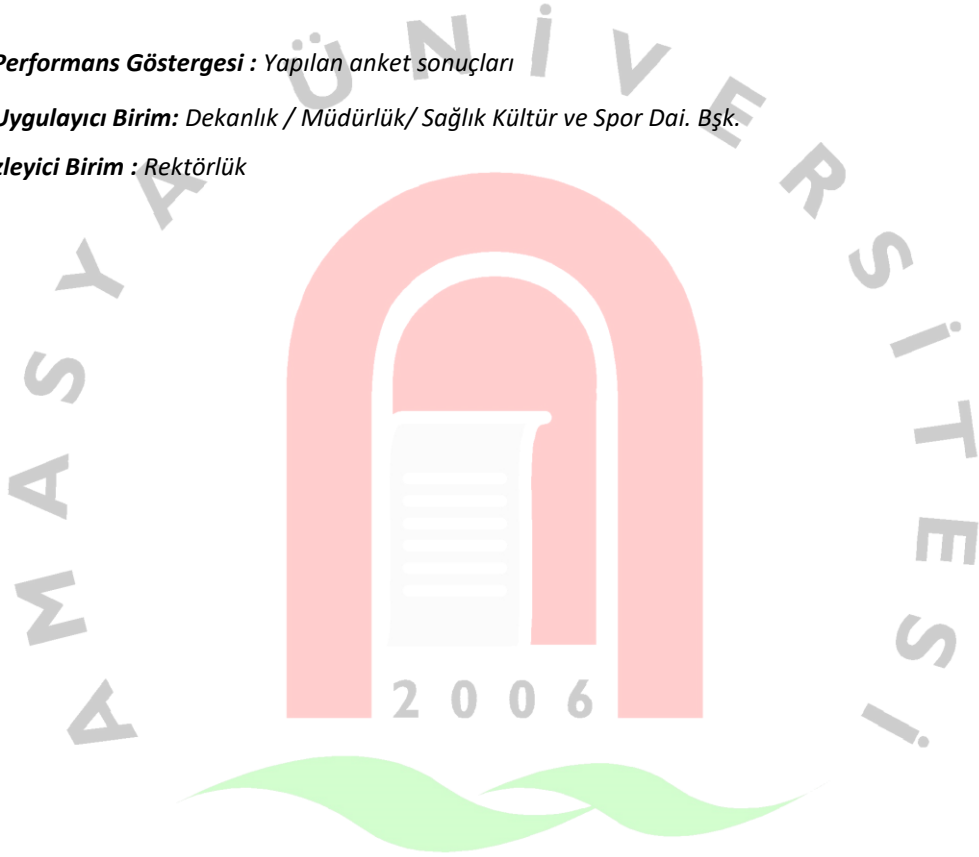 Performans Göstergesi : Yapılan anket sonuçları
Uygulayıcı Birim: Dekanlık / Müdürlük/ Sağlık Kültür ve Spor Dai. Bşk.
zleyici Birim : Rektörlük
AMASYA ÜNİVERSİTESİ
2006